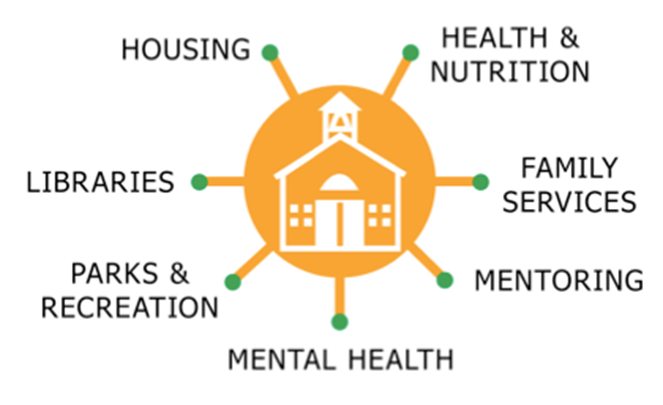 HOUSING
HEALTH &
NUTRITION
LIBRARIES
FAMILY
SERVICES
PARKS &
RECREATION
MENTORING
MENTAL HEALTH